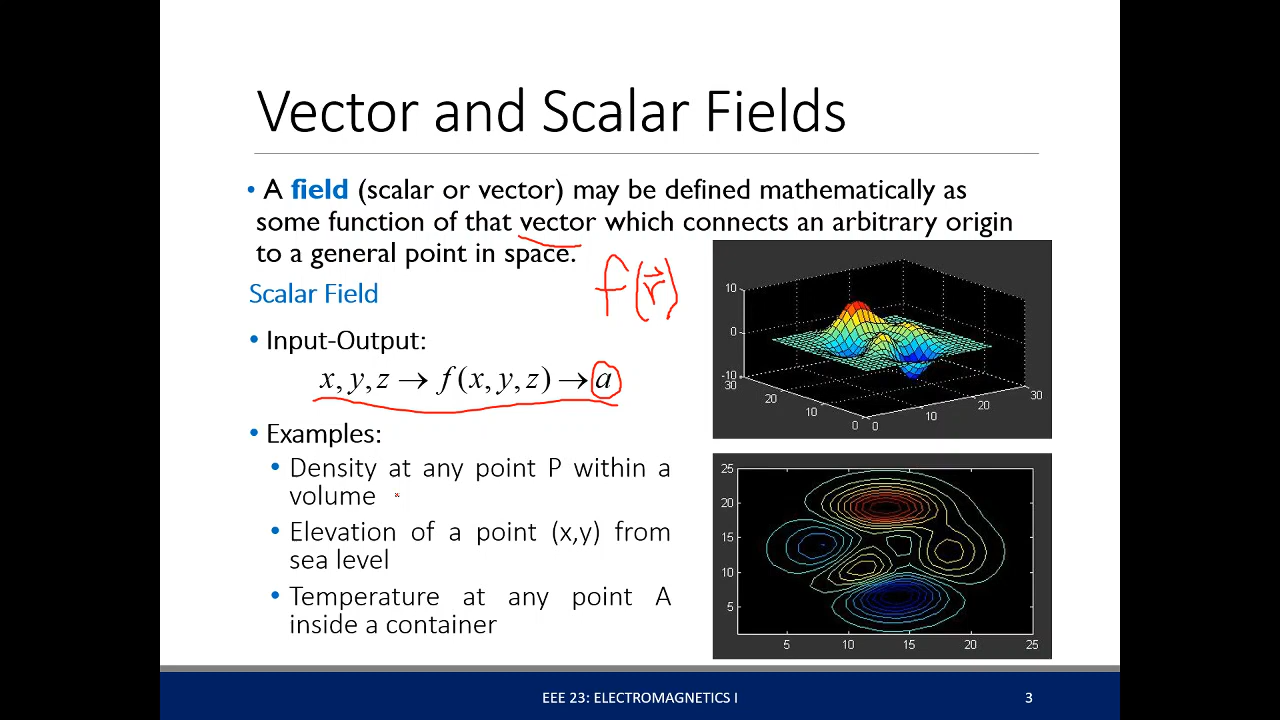 Vector and Scalar Fields
• A field (scalar or vector) may be defined mathematically as
some function of that vector which connects an arbitrary origin
to a general point in space.
f(r⃗)
Scalar Field
• Input-Output:
x, y, z → f(x, y, z) → a
• Examples:
• Density at any point P within a
volume
• Elevation of a point (x,y) from
sea level
• Temperature at any point A
inside a container
10
0
-10
30
20
10
0
0
10
20
30
25
20
15
10
5
5
10
15
20
25
EEE 23: ELECTROMAGNETICS I
3